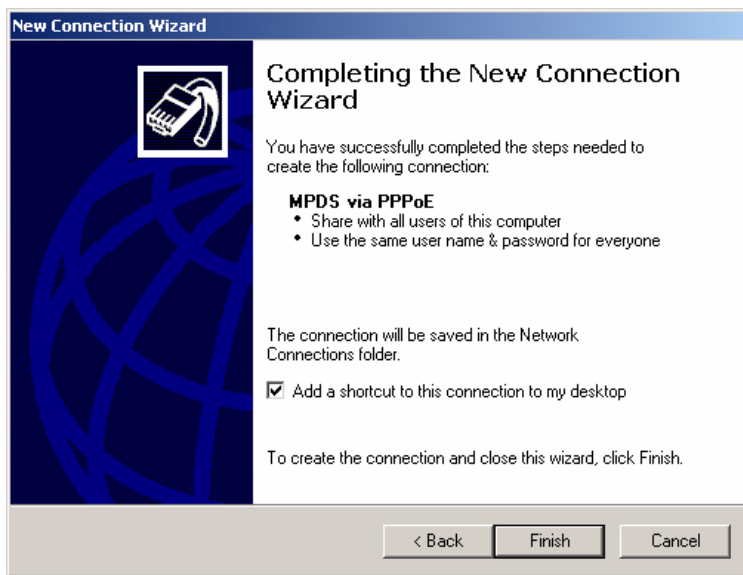 New Connection Wizard
Completing the New Connection
Wizard
You have successfully completed the steps needed to
create the following connection:
MPDS via PPPoE
• Share with all users of this computer
• Use the same user name & password for everyone
The connection will be saved in the Network
Connections folder.
Add a shortcut to this connection to my desktop
To create the connection and close this wizard, click Finish.
< Back Finish Cancel